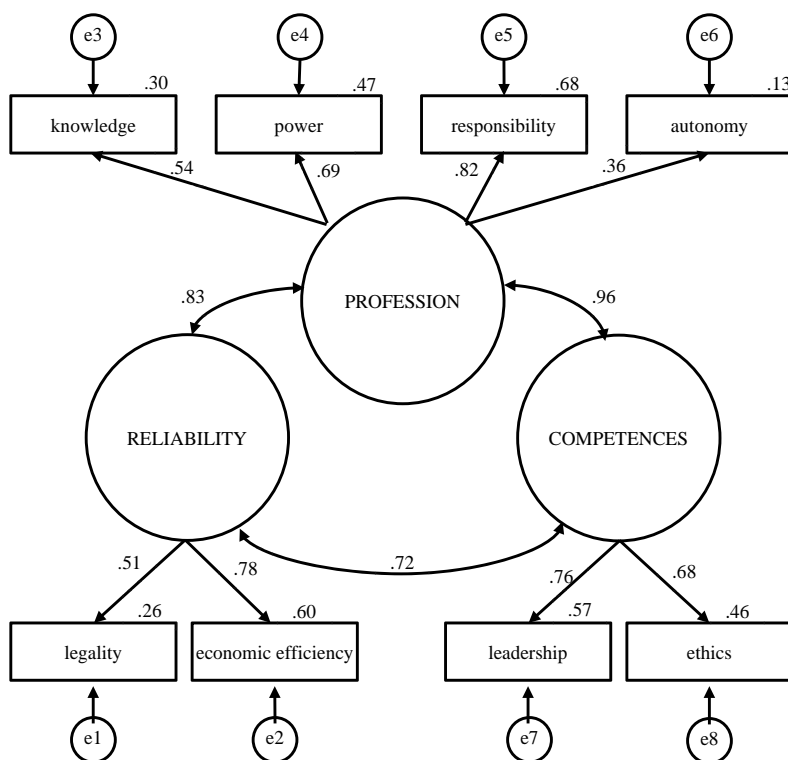 e3
e4
e5
e6
.30
.47
.68
.13
knowledge
power
responsibility
autonomy
.54
.69
.82
.36
PROFESSION
.83
.96
RELIABILITY
COMPETENCES
.51
.78
.72
.76
.68
.26
.60
.57
.46
legality
economic efficiency
leadership
ethics
e1
e2
e7
e8